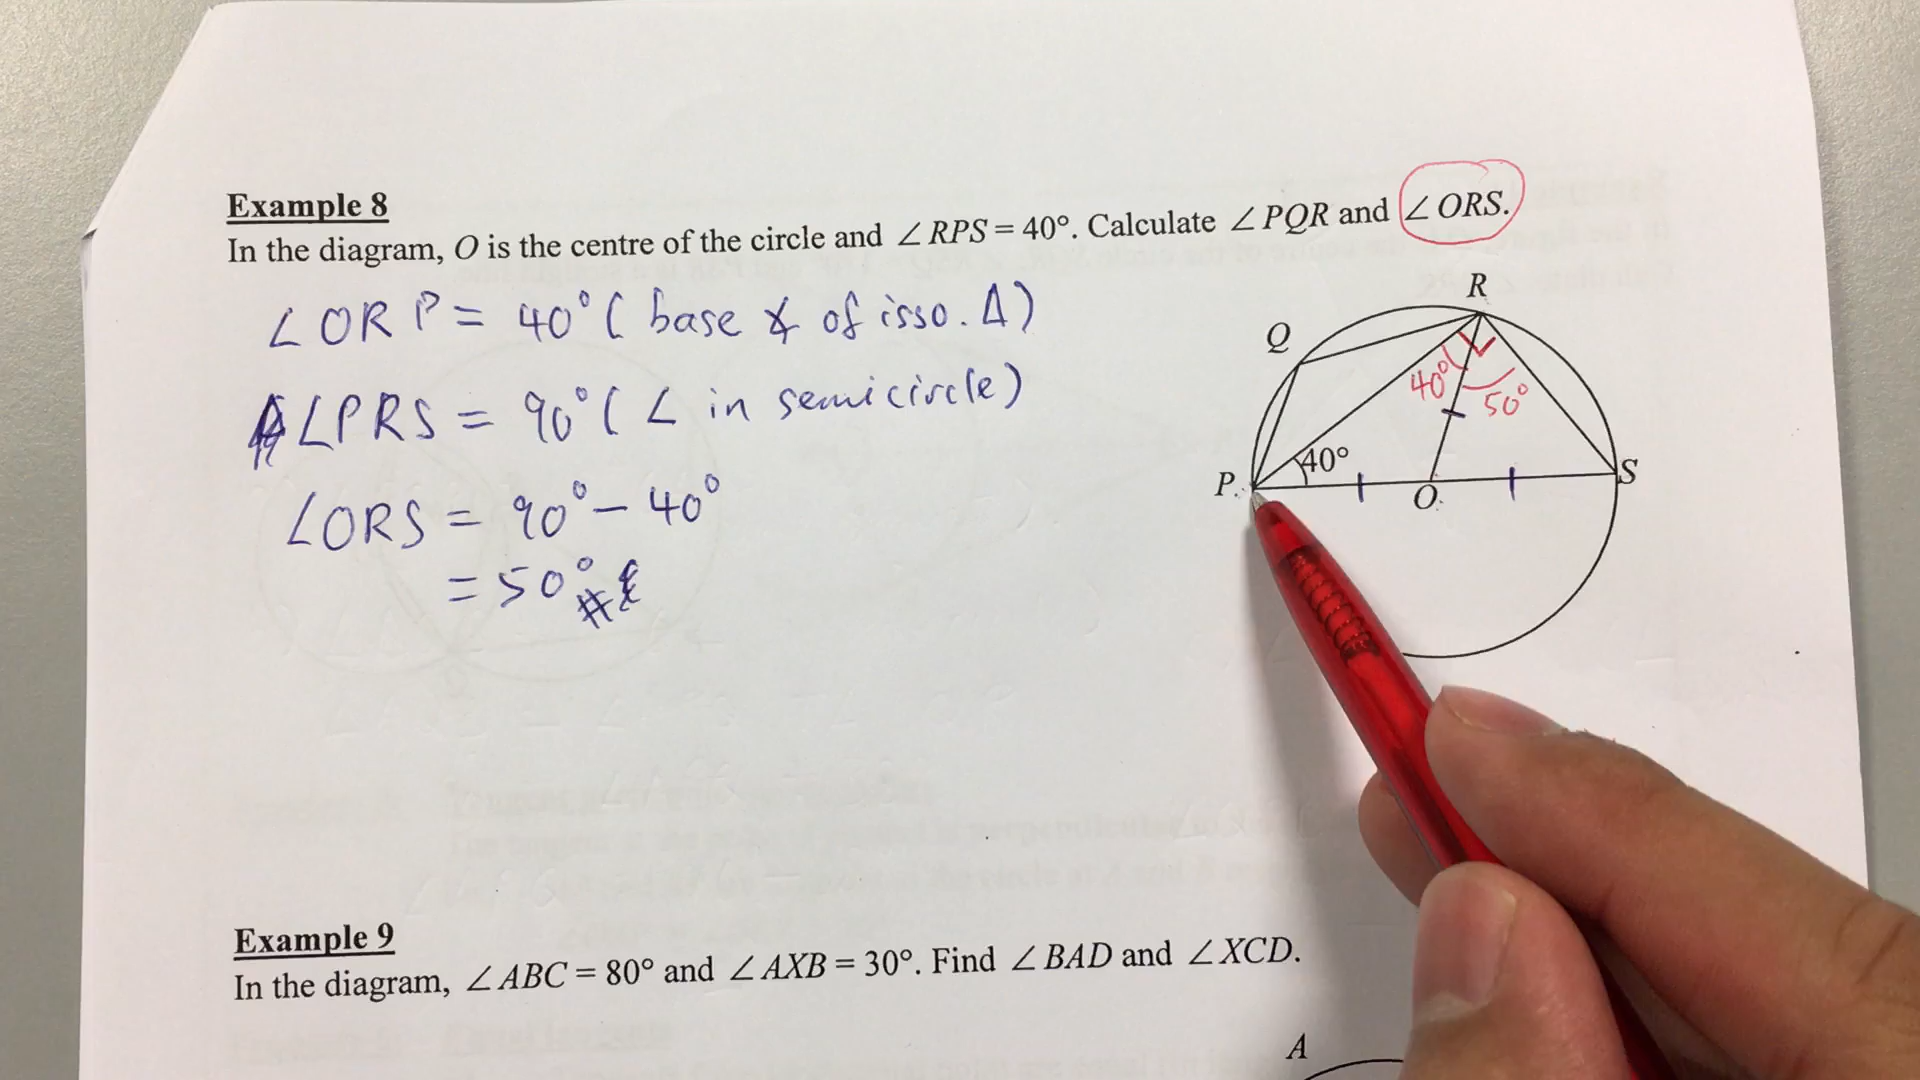 Example 8
In the diagram, O is the centre of the circle and ∠RPS = 40°. Calculate ∠PQR and ∠ORS.
∠ORP = 40° ( base ∡ of isso. Δ)
∠PRS = 90° ( ∠ in semicircle)
∠ORS = 90° – 40°
= 50°
R
Q
40°
50°
40°
P
O
S
Example 9
In the diagram, ∠ABC = 80° and ∠AXB = 30°. Find ∠BAD and ∠XCD.
A